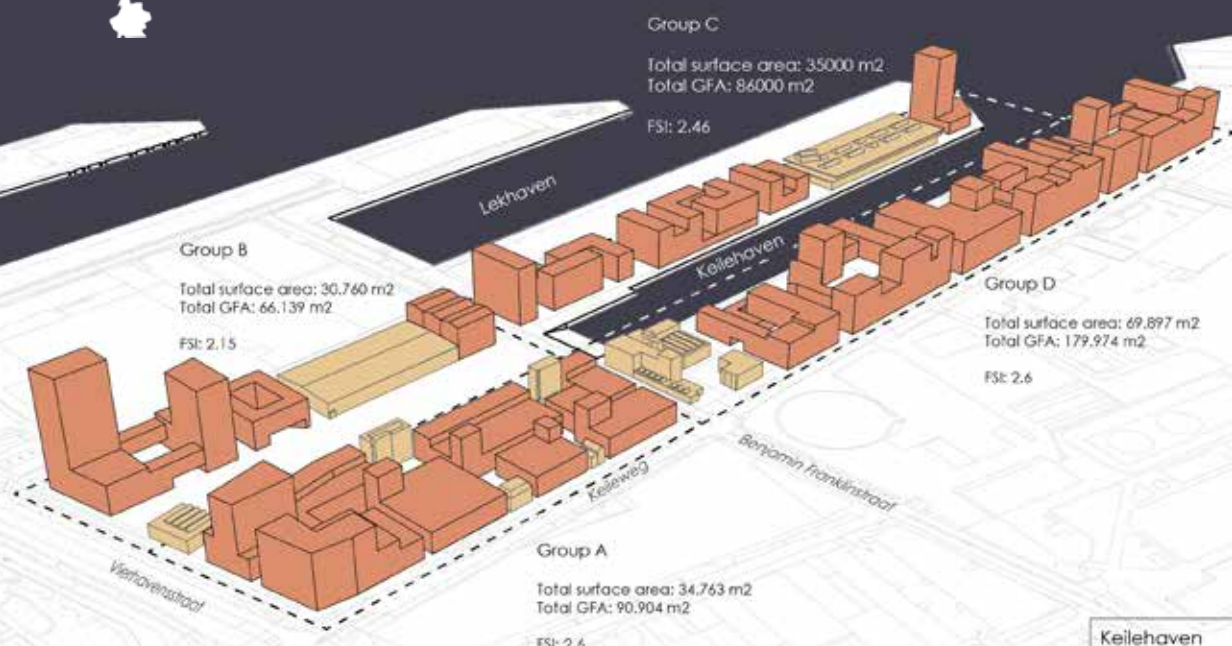 Group C
Total surface area: 35000 m2
Total GFA: 86000 m2
FSI: 2.46
Lekhaven
Group B
Total surface area: 30.760 m2
Total GFA: 66.139 m2
FSI: 2.15
Keilehaven
Group D
Total surface area: 69.897 m2
Total GFA: 179.974 m2
FSI: 2.6
Benjamin Franklinstraat
Keileweg
Vierhavensstraat
Group A
Total surface area: 34.763 m2
Total GFA: 90.904 m2
FSI: 2.6
Keilehaven